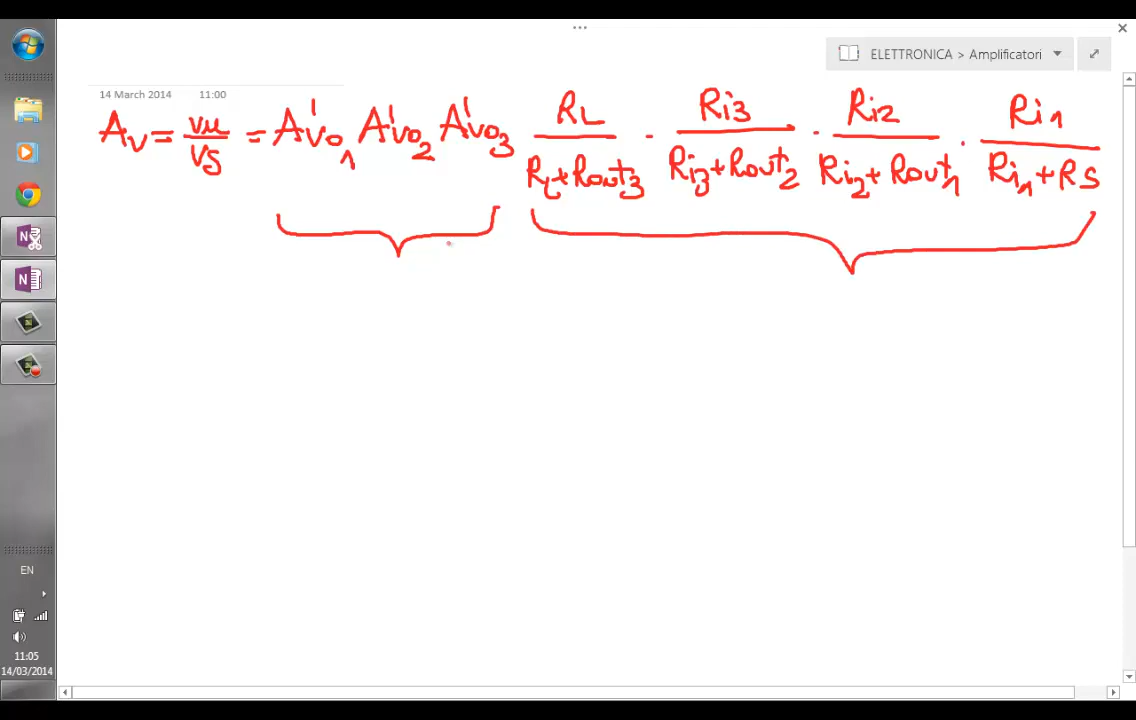 ELETTRONICA > Amplificatori
14 March 2014 11:00
Av = vu/vs = A'vo1 A'vo2 A'vo3 RL/(RL+Rout3) · Ri3/(Ri3+Rout2) · Ri2/(Ri2+Rout1) · Ri1/(Ri1+RS)
EN
11:05
14/03/2014